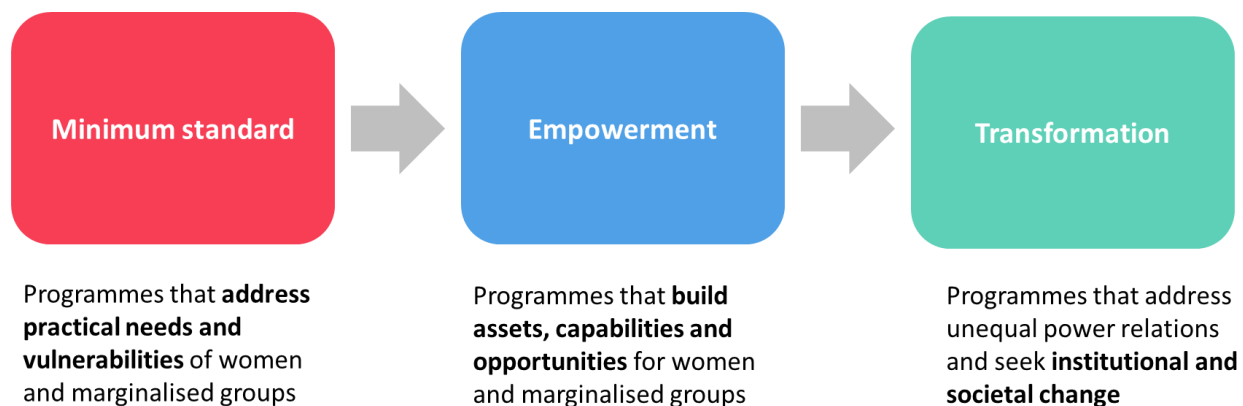 Minimum standard
Empowerment
Transformation
Programmes that address
practical needs and
vulnerabilities of women
and marginalised groups
Programmes that build
assets, capabilities and
opportunities for women
and marginalised groups
Programmes that address
unequal power relations
and seek institutional and
societal change